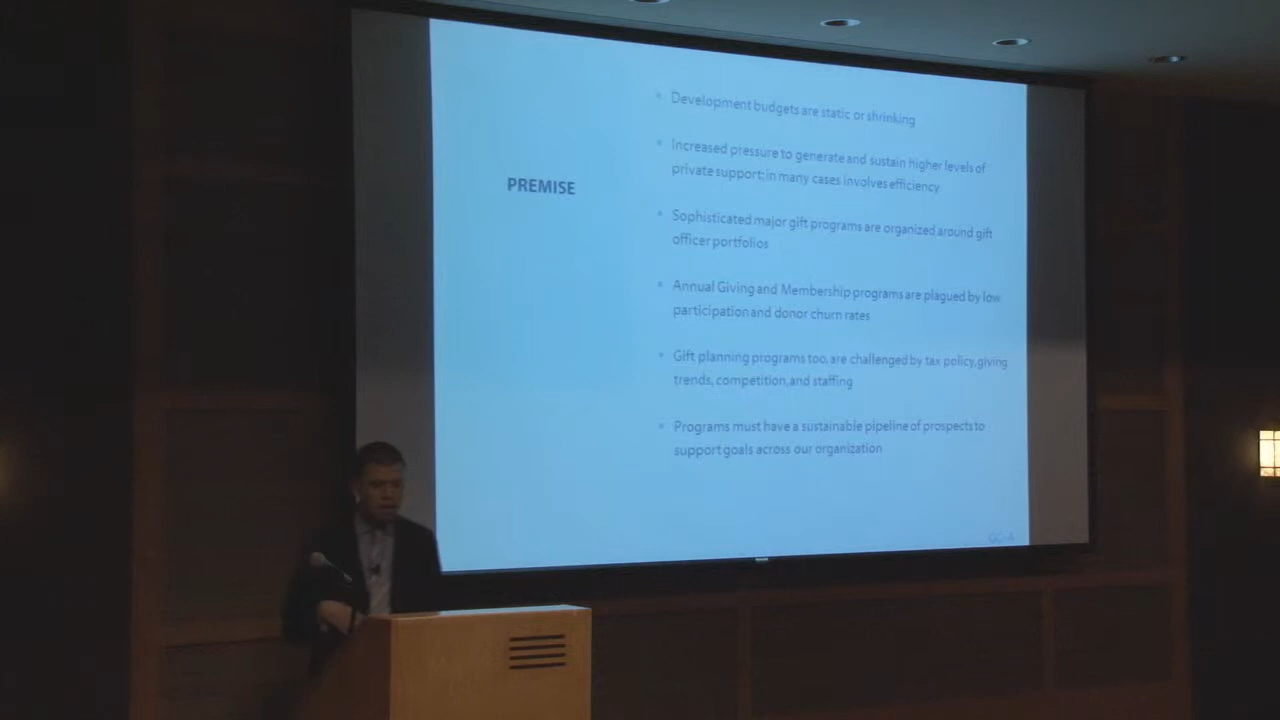 PREMISE
Development budgets are static or shrinking
Increased pressure to generate and sustain higher levels of
private support; in many cases involves efficiency
Sophisticated major gift programs are organized around gift
officer portfolios
Annual Giving and Membership programs are plagued by low
participation and donor churn rates
Gift planning programs too, are challenged by tax policy, giving
trends, competition, and staffing
Programs must have a sustainable pipeline of prospects to
support goals across our organization